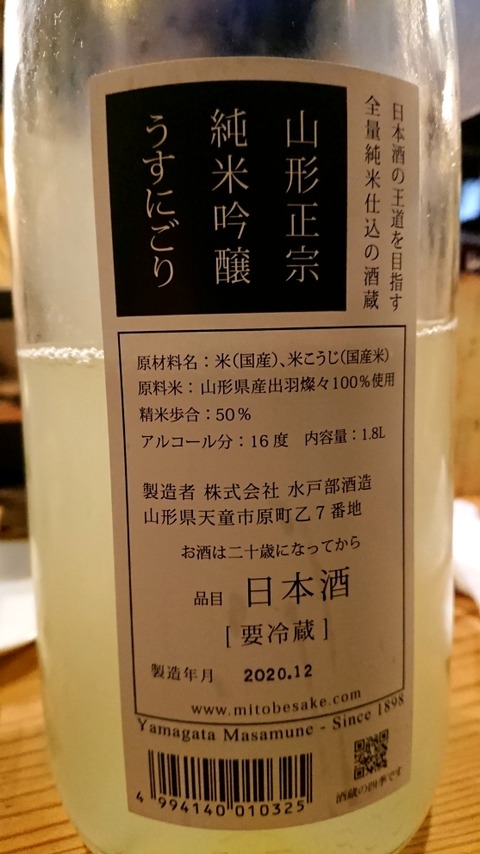 日本酒の王道を目指す
全量純米仕込の酒蔵
山形正宗
純米吟醸
うすにごり
原材料名：米（国産）、米こうじ（国産米）
原料米：山形県産出羽燦々100％使用
精米歩合：50％
アルコール分：16度　内容量：1.8L
製造者 株式会社 水戸部酒造
山形県天童市原町乙7番地
お酒は二十歳になってから
品目　日本酒
［要冷蔵］
製造年月　2020.12
www.mitobesake.com
Yamagata Masamune - Since 1898
4 994140 010325
酒蔵の四季です